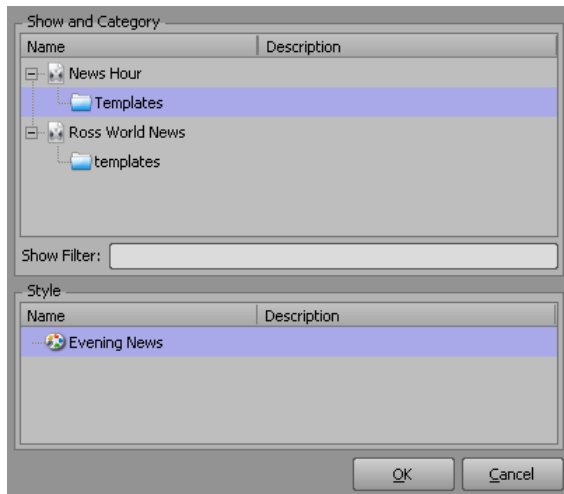 Show and Category
Name Description
News Hour
Templates
Ross World News
templates
Show Filter:
Style
Name Description
Evening News
OK Cancel